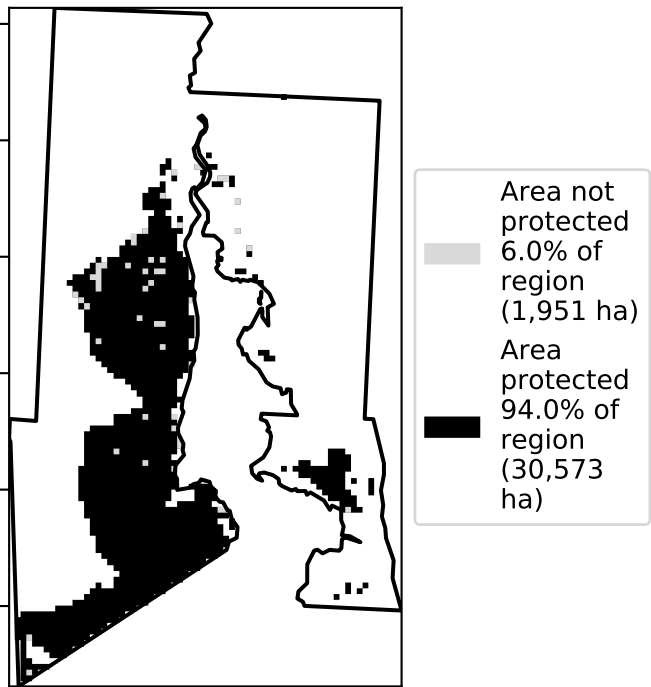 Area not
protected
6.0% of
region
(1,951 ha)
Area
protected
94.0% of
region
(30,573
ha)